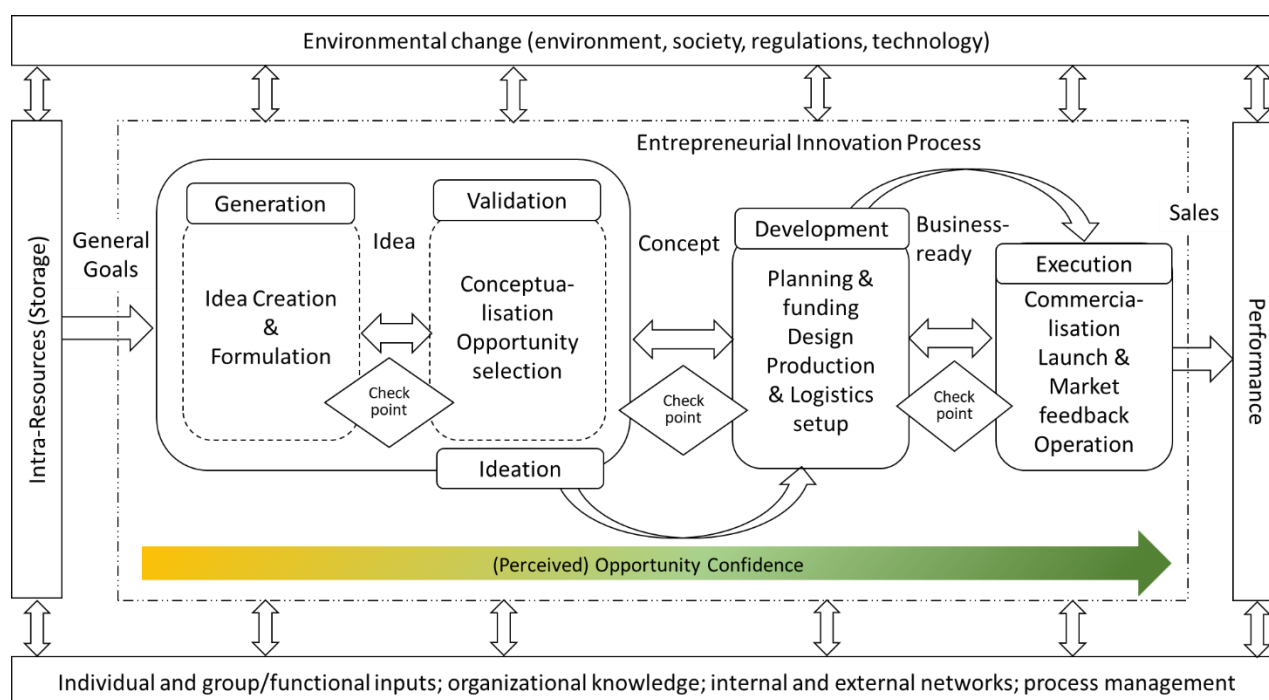 Environmental change (environment, society, regulations, technology)
Intra-Resources (Storage)
General
Goals
Entrepreneurial Innovation Process
Generation
Idea Creation
&
Formulation
Idea
Check
point
Validation
Conceptua-
lisation
Opportunity
selection
Ideation
Concept
Check
point
Development
Planning &
funding
Design
Production
& Logistics
setup
Business-
ready
Check
point
Execution
Commercia-
lisation
Launch &
Market
feedback
Operation
Sales
Performance
(Perceived) Opportunity Confidence
Individual and group/functional inputs; organizational knowledge; internal and external networks; process management